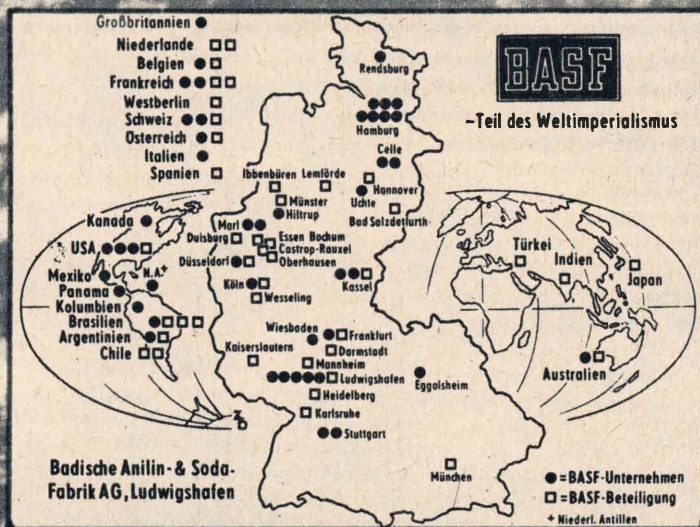 Großbritannien
Niederlande
Belgien
Frankreich
Westberlin
Schweiz
Österreich
Italien
Spanien
BASF
-Teil des Weltimperialismus
Rendsburg
Hamburg
Celle
Hannover
Uchte
Bad Salzdetfurth
Ibbenbüren
Lemförde
Münster
Hiltrup
Marl
Duisburg
Essen Bochum
Castrop-Rauxel
Oberhausen
Düsseldorf
Köln
Wesseling
Kassel
Wiesbaden
Frankfurt
Darmstadt
Kaiserslautern
Mannheim
Ludwigshafen
Heidelberg
Karlsruhe
Stuttgart
Eggolsheim
München
Kanada
USA
Mexiko
N.A.+
Panama
Kolumbien
Brasilien
Argentinien
Chile
Türkei
Indien
Japan
Australien
Badische Anilin- & Soda-
Fabrik AG, Ludwigshafen
=BASF-Unternehmen
=BASF-Beteiligung
+ Niederl. Antillen